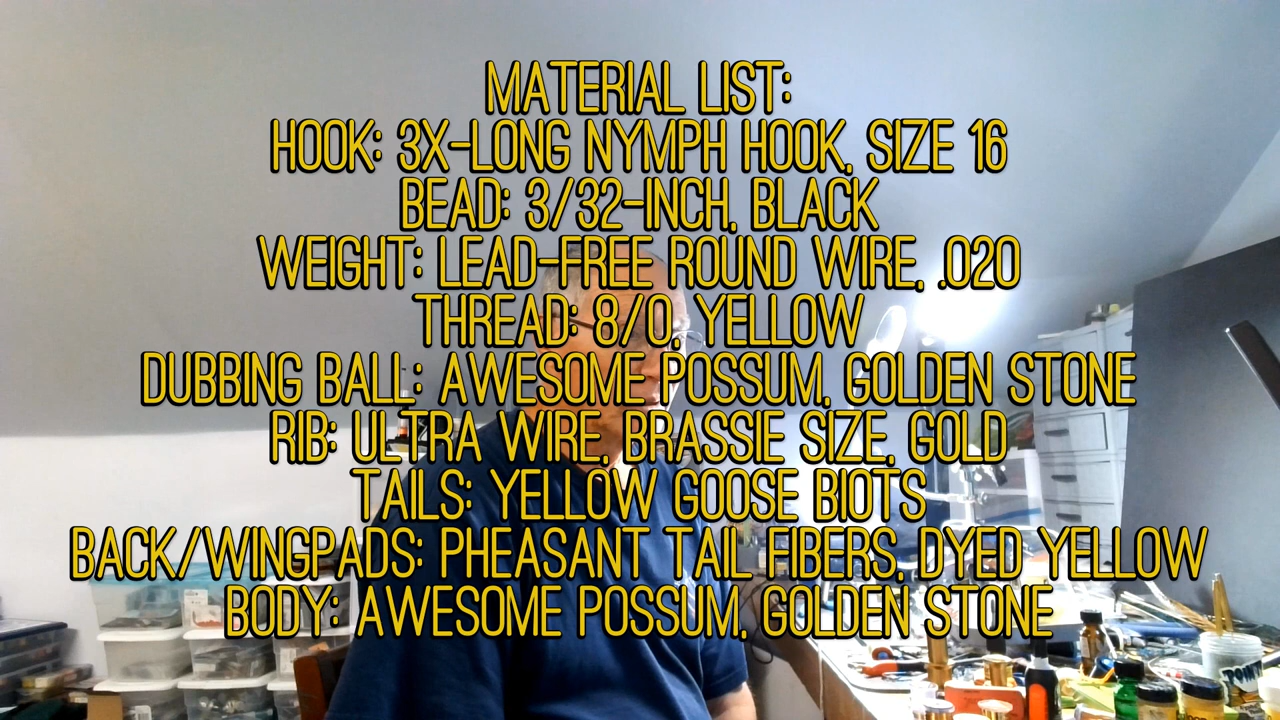 MATERIAL LIST:
HOOK: 3X-LONG NYMPH HOOK, SIZE 16
BEAD: 3/32-INCH, BLACK
WEIGHT: LEAD-FREE ROUND WIRE, .020
THREAD: 8/0, YELLOW
DUBBING BALL: AWESOME POSSUM, GOLDEN STONE
RIB: ULTRA WIRE, BRASSIE SIZE, GOLD
TAILS: YELLOW GOOSE BIOTS
BACK/WINGPADS: PHEASANT TAIL FIBERS, DYED YELLOW
BODY: AWESOME POSSUM, GOLDEN STONE